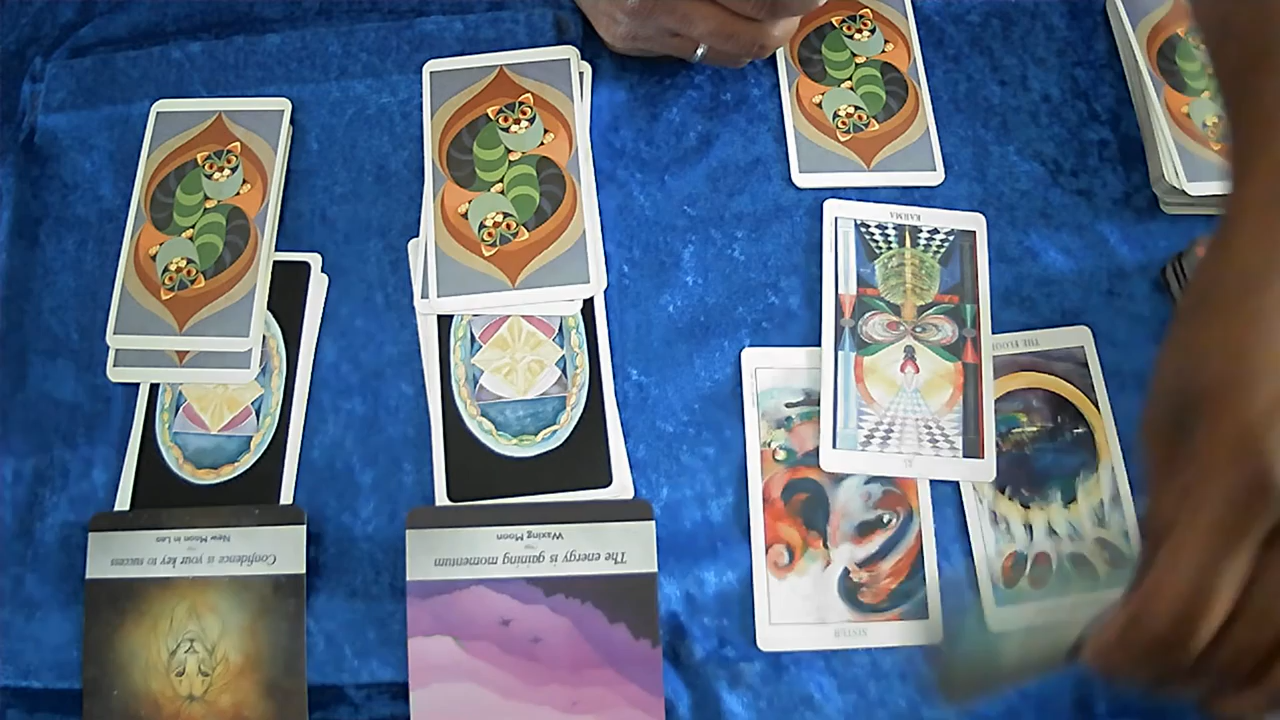 KARMA
THE FLOO
SISTER
New Moon in Leo
Confidence is your key to success
Waxing Moon
The energy is gaining momentum